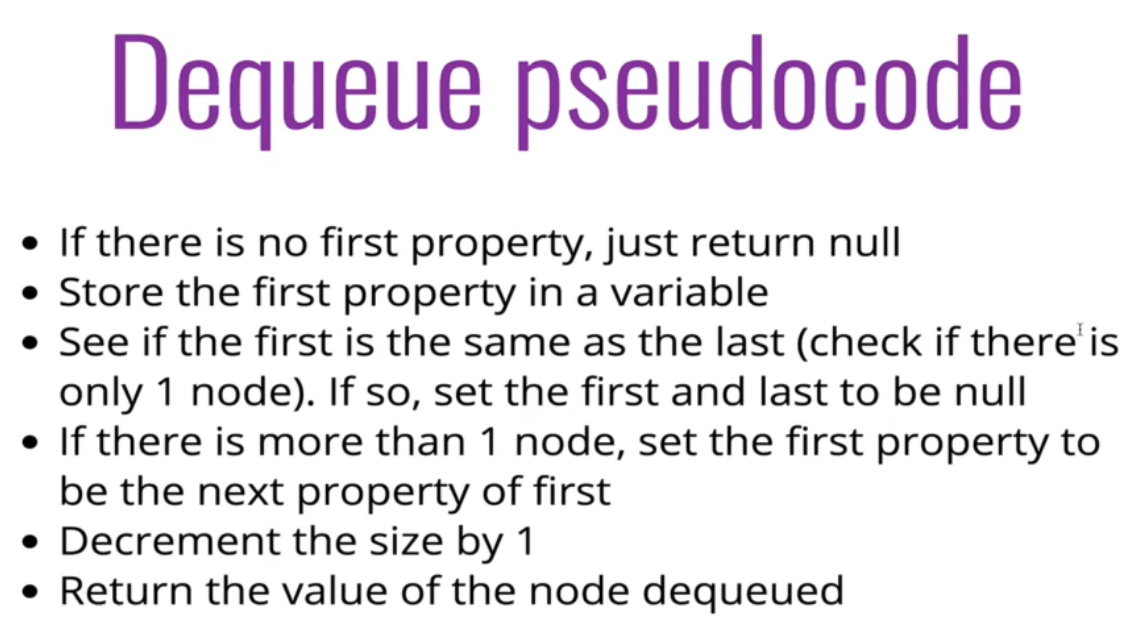 Dequeue pseudocode
• If there is no first property, just return null
• Store the first property in a variable
• See if the first is the same as the last (check if there is
only 1 node). If so, set the first and last to be null
• If there is more than 1 node, set the first property to
be the next property of first
• Decrement the size by 1
• Return the value of the node dequeued